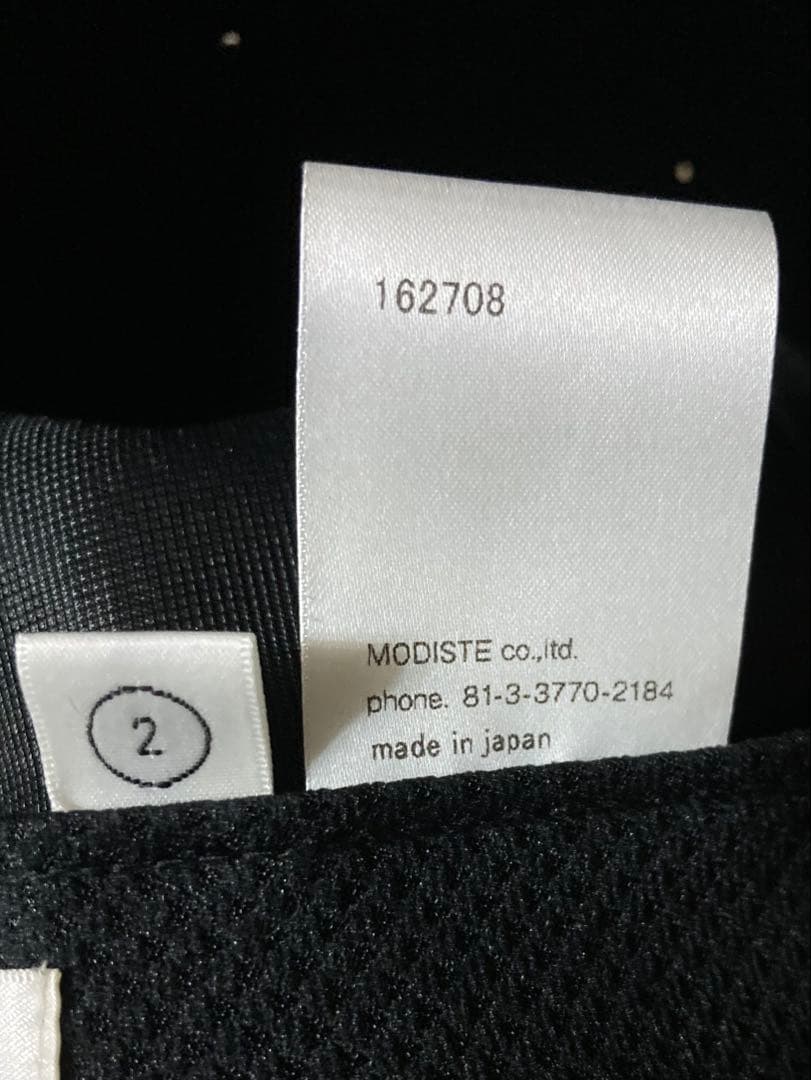 162708
MODISTE co.,ltd.
phone. 81-3-3770-2184
made in japan
2